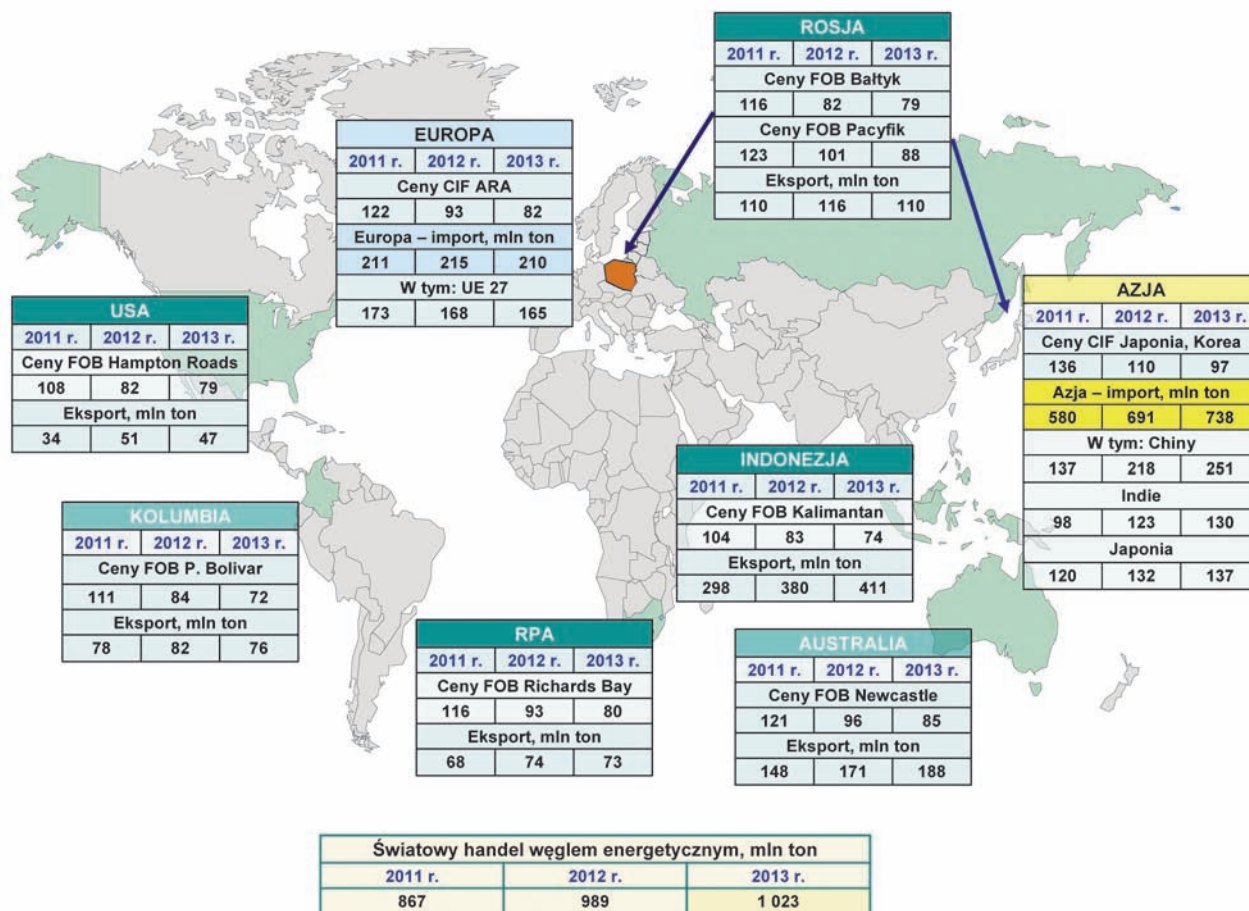 ROSJA
2011 r. 2012 r. 2013 r.
Ceny FOB Bałtyk
116 82 79
Ceny FOB Pacyfik
123 101 88
Eksport, mln ton
110 116 110
EUROPA
2011 r. 2012 r. 2013 r.
Ceny CIF ARA
122 93 82
Europa – import, mln ton
211 215 210
W tym: UE 27
173 168 165
USA
2011 r. 2012 r. 2013 r.
Ceny FOB Hampton Roads
108 82 79
Eksport, mln ton
34 51 47
AZJA
2011 r. 2012 r. 2013 r.
Ceny CIF Japonia, Korea
136 110 97
Azja – import, mln ton
580 691 738
W tym: Chiny
137 218 251
Indie
98 123 130
Japonia
120 132 137
INDONEZJA
2011 r. 2012 r. 2013 r.
Ceny FOB Kalimantan
104 83 74
Eksport, mln ton
298 380 411
KOLUMBIA
2011 r. 2012 r. 2013 r.
Ceny FOB P. Bolivar
111 84 72
Eksport, mln ton
78 82 76
RPA
2011 r. 2012 r. 2013 r.
Ceny FOB Richards Bay
116 93 80
Eksport, mln ton
68 74 73
AUSTRALIA
2011 r. 2012 r. 2013 r.
Ceny FOB Newcastle
121 96 85
Eksport, mln ton
148 171 188
Światowy handel węglem energetycznym, mln ton
2011 r. 2012 r. 2013 r.
867 989 1 023